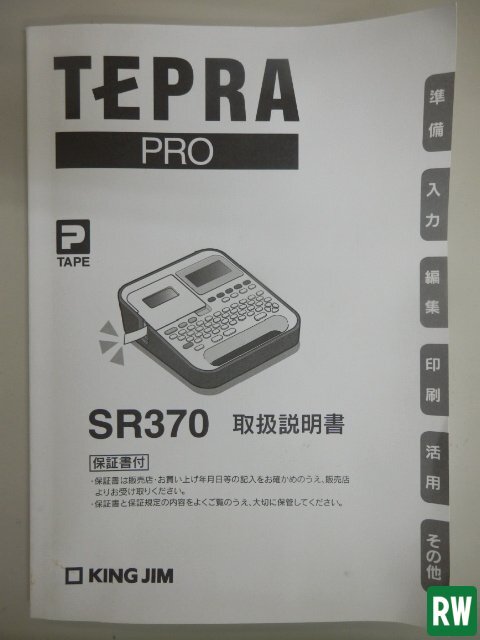 TEPRA
PRO
P
TAPE
SR370 取扱説明書
保証書付
・保証書は販売店・お買い上げ年月日等の記入をお確かめのうえ、販売店
よりお受け取りください。
・保証書と保証規定の内容をよくご覧のうえ、大切に保管してください。
KING JIM
準備
入力
編集
印刷
活用
その他
RW